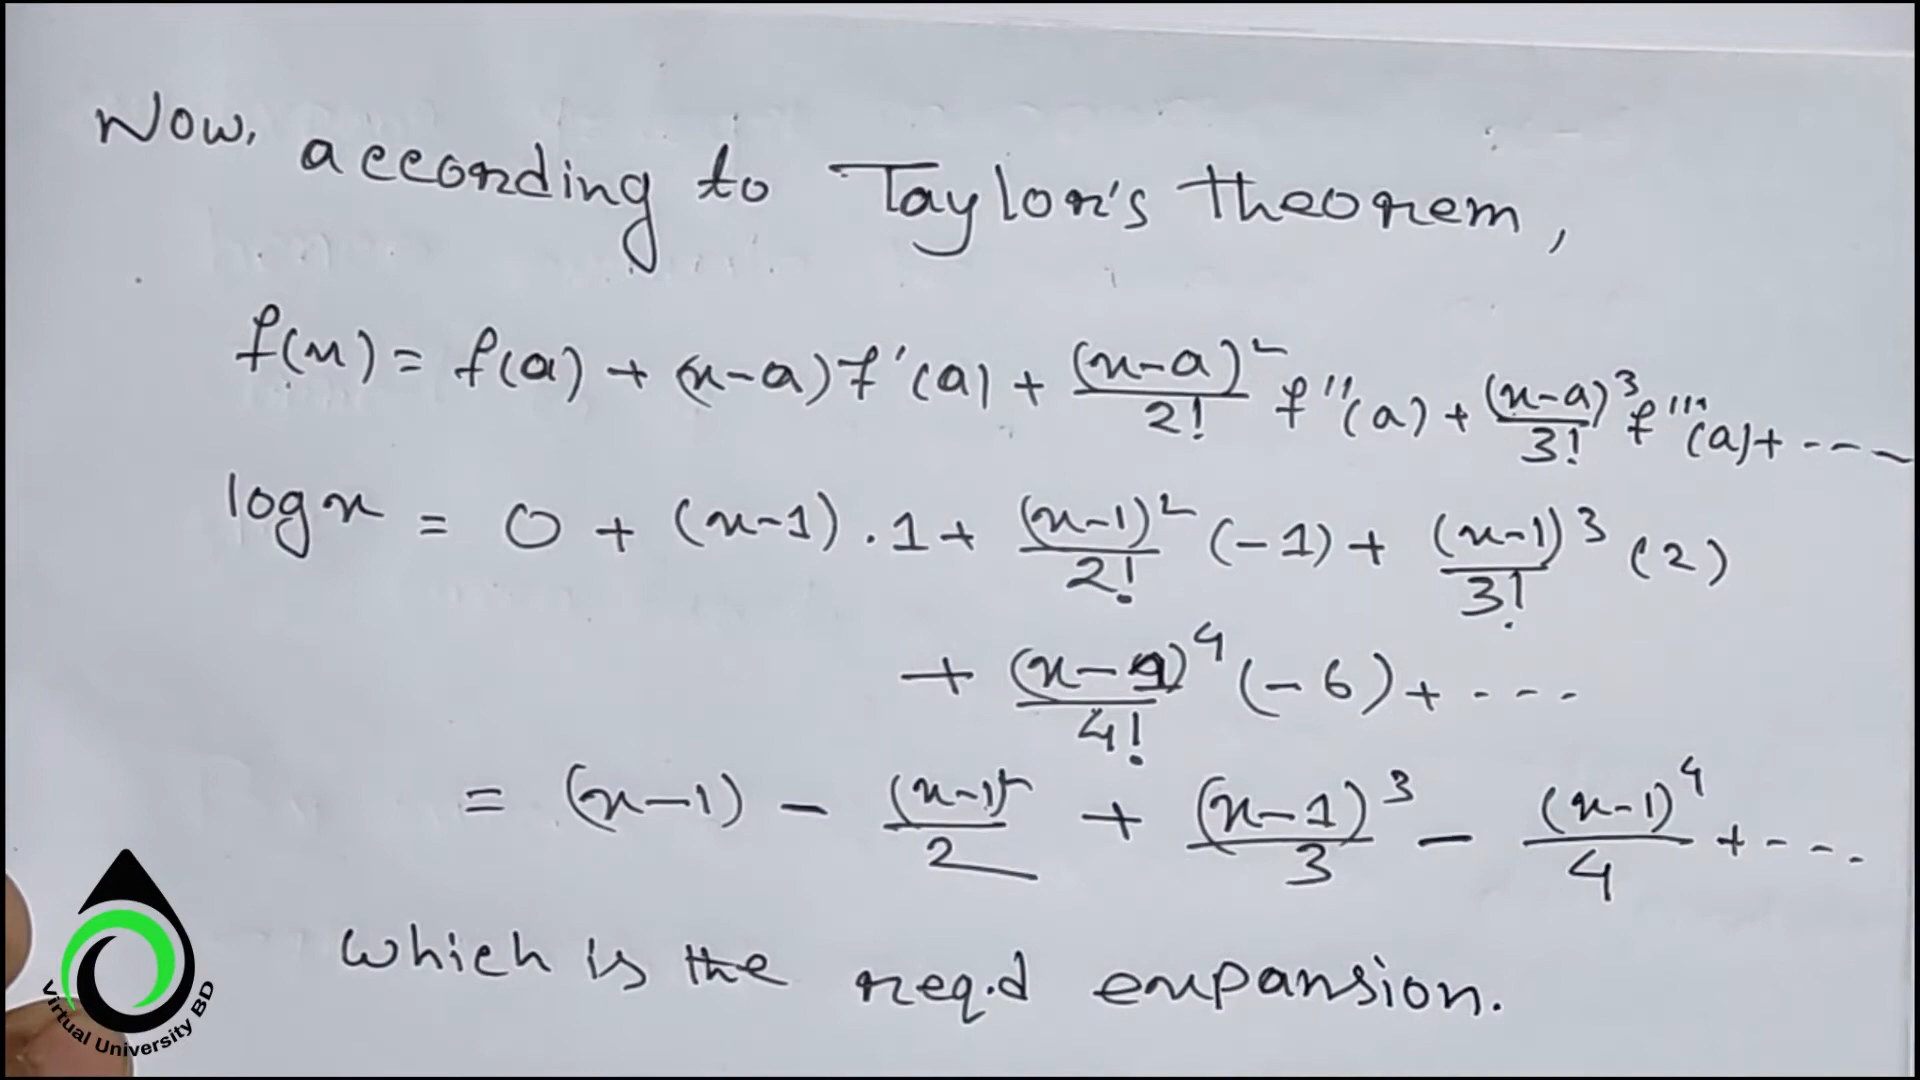 Now, according to Taylor's theorem,
f(x) = f(a) + (x-a) f'(a) + (x-a)²/2! f''(a) + (x-a)³/3! f'''(a) + ----
log x = 0 + (x-1) . 1 + (x-1)²/2! (-1) + (x-1)³/3! (2)
+ (x-1)⁴/4! (-6) + ----
= (x-1) - (x-1)²/2 + (x-1)³/3 - (x-1)⁴/4 + ----
which is the req.d expansion.
Virtual University BD